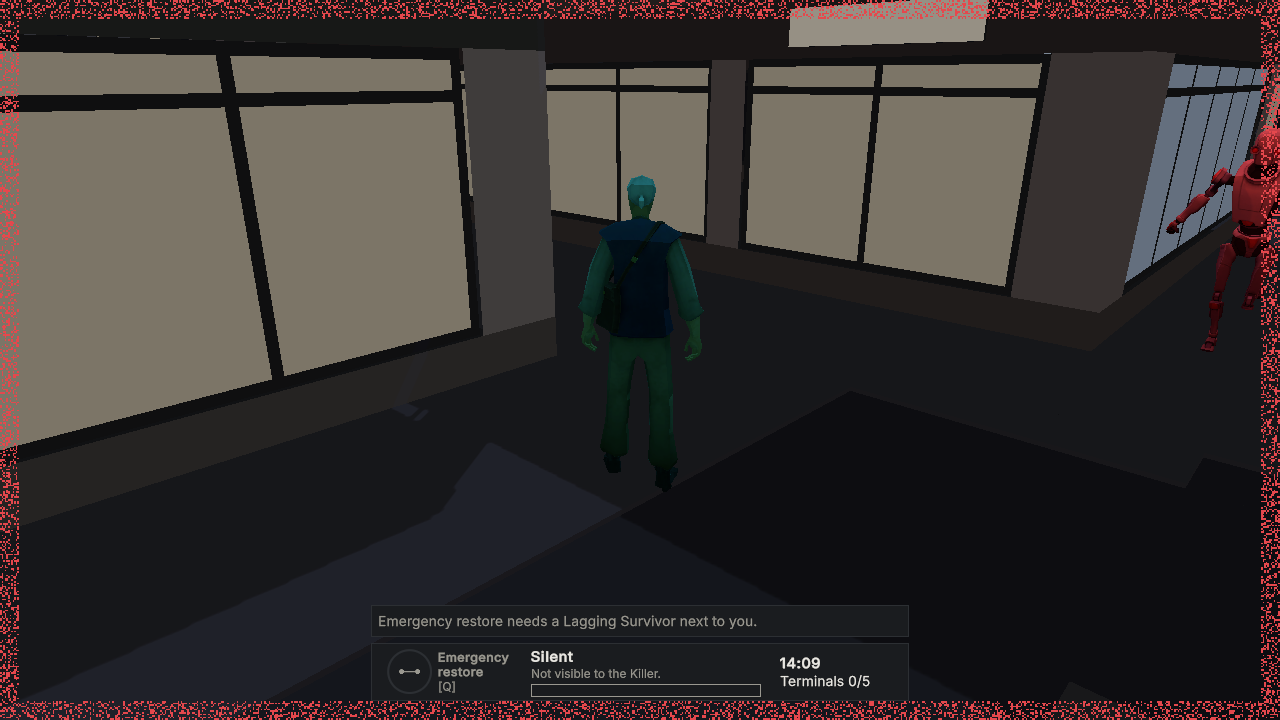 Emergency restore needs a Lagging Survivor next to you.
Emergency
restore
[Q]
Silent
Not visible to the Killer.
14:09
Terminals 0/5